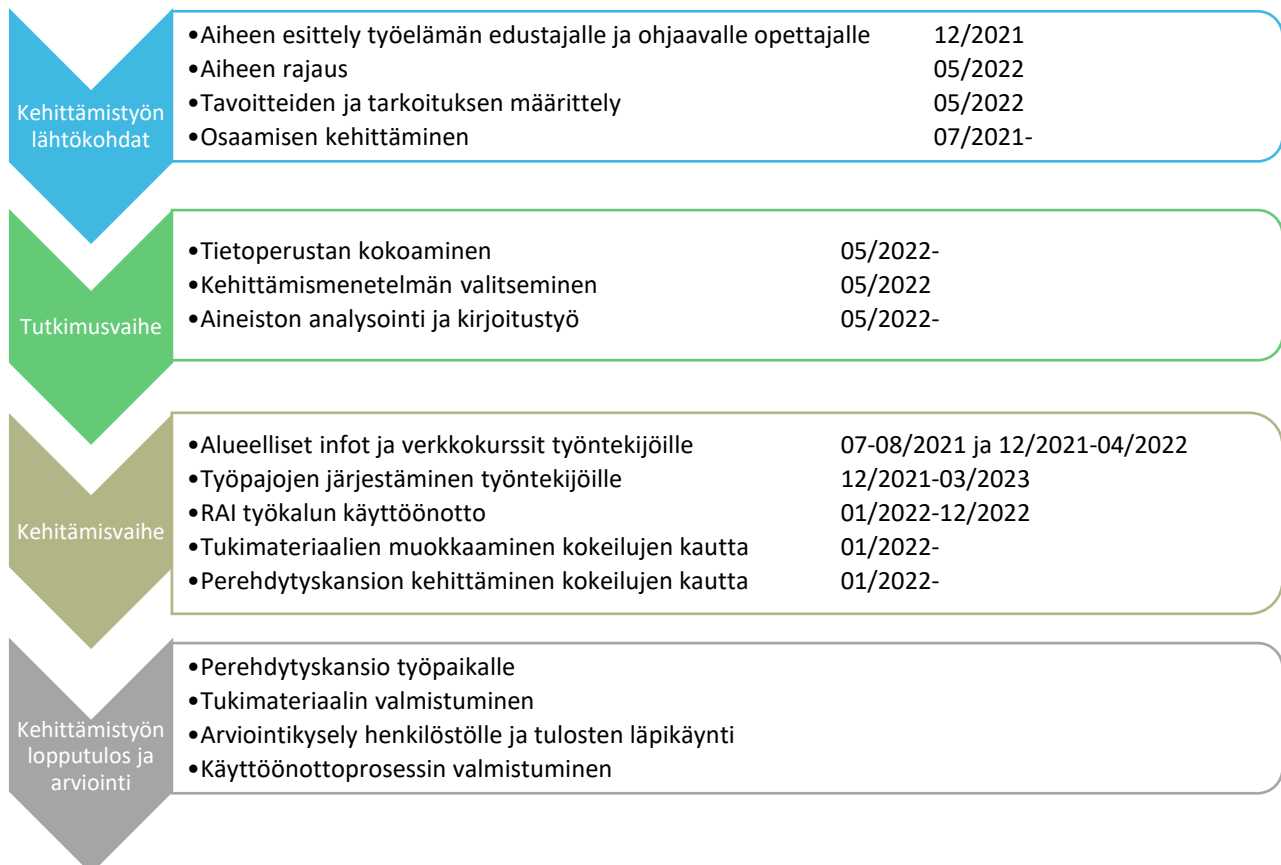 Kehittämistyön
lähtökohdat
•Aiheen esittely työelämän edustajalle ja ohjaavalle opettajalle 12/2021
•Aiheen rajaus 05/2022
•Tavoitteiden ja tarkoituksen määrittely 05/2022
•Osaamisen kehittäminen 07/2021-
Tutkimusvaihe
•Tietoperustan kokoaminen 05/2022-
•Kehittämismenetelmän valitseminen 05/2022
•Aineiston analysointi ja kirjoitustyö 05/2022-
Kehitämisvaihe
•Alueelliset infot ja verkkokurssit työntekijöille 07-08/2021 ja 12/2021-04/2022
•Työpajojen järjestäminen työntekijöille 12/2021-03/2023
•RAI työkalun käyttöönotto 01/2022-12/2022
•Tukimateriaalien muokkaaminen kokeilujen kautta 01/2022-
•Perehdytyskansion kehittäminen kokeilujen kautta 01/2022-
Kehittämistyön
lopputulos ja
arviointi
•Perehdytyskansio työpaikalle
•Tukimateriaalin valmistuminen
•Arviointikysely henkilöstölle ja tulosten läpikäynti
•Käyttöönottoprosessin valmistuminen